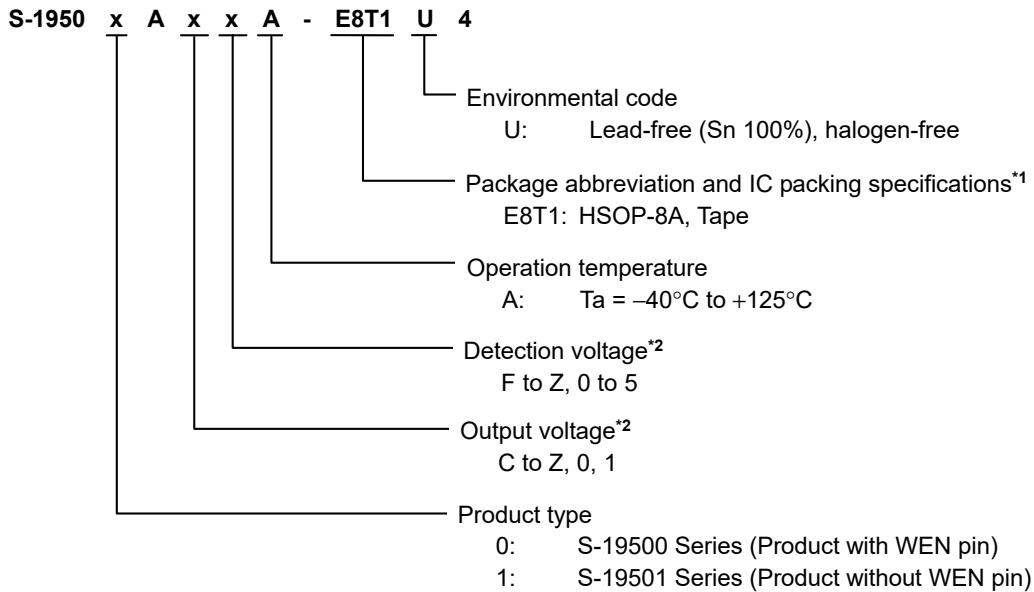 S-1950 x A x x A - E8T1 U 4
Environmental code
U: Lead-free (Sn 100%), halogen-free
Package abbreviation and IC packing specifications*1
E8T1: HSOP-8A, Tape
Operation temperature
A: Ta = −40°C to +125°C
Detection voltage*2
F to Z, 0 to 5
Output voltage*2
C to Z, 0, 1
Product type
0: S-19500 Series (Product with WEN pin)
1: S-19501 Series (Product without WEN pin)